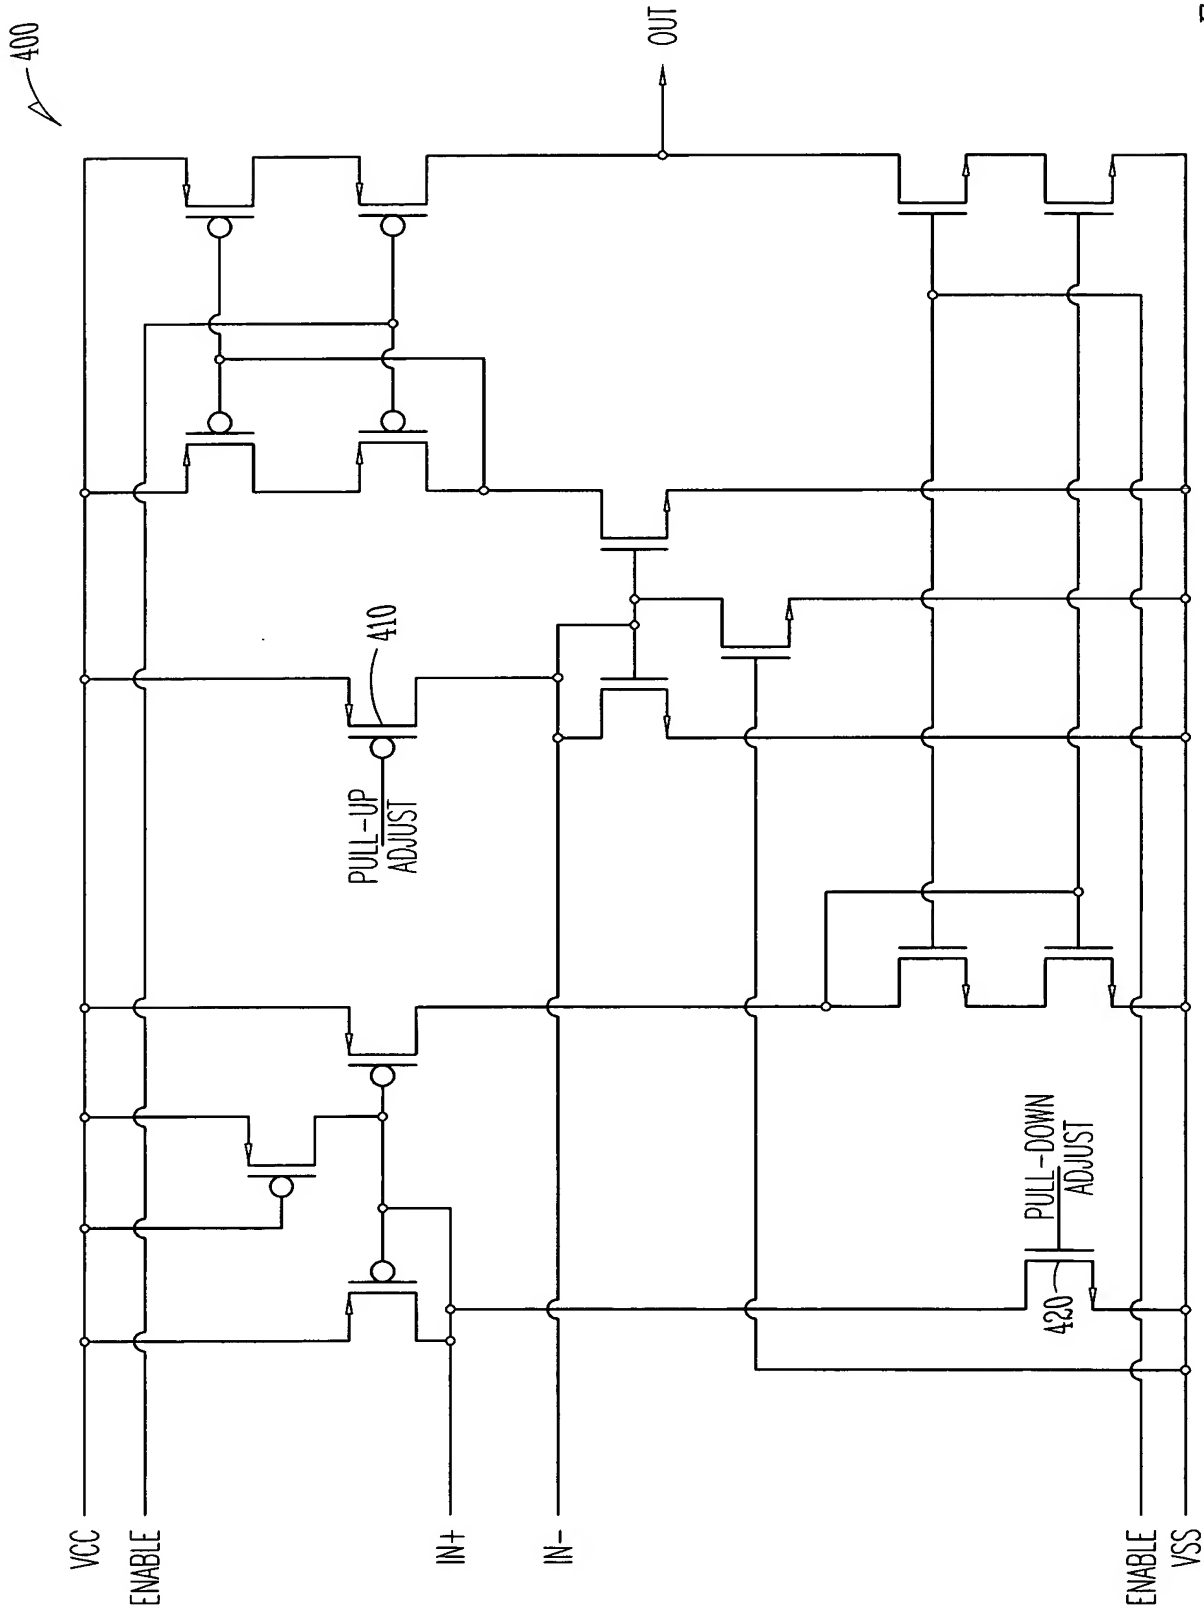 400
VCC
ENABLE
OUT
410
PULL-UP
ADJUST
IN+
IN-
PULL-DOWN
ADJUST
420
ENABLE
VSS